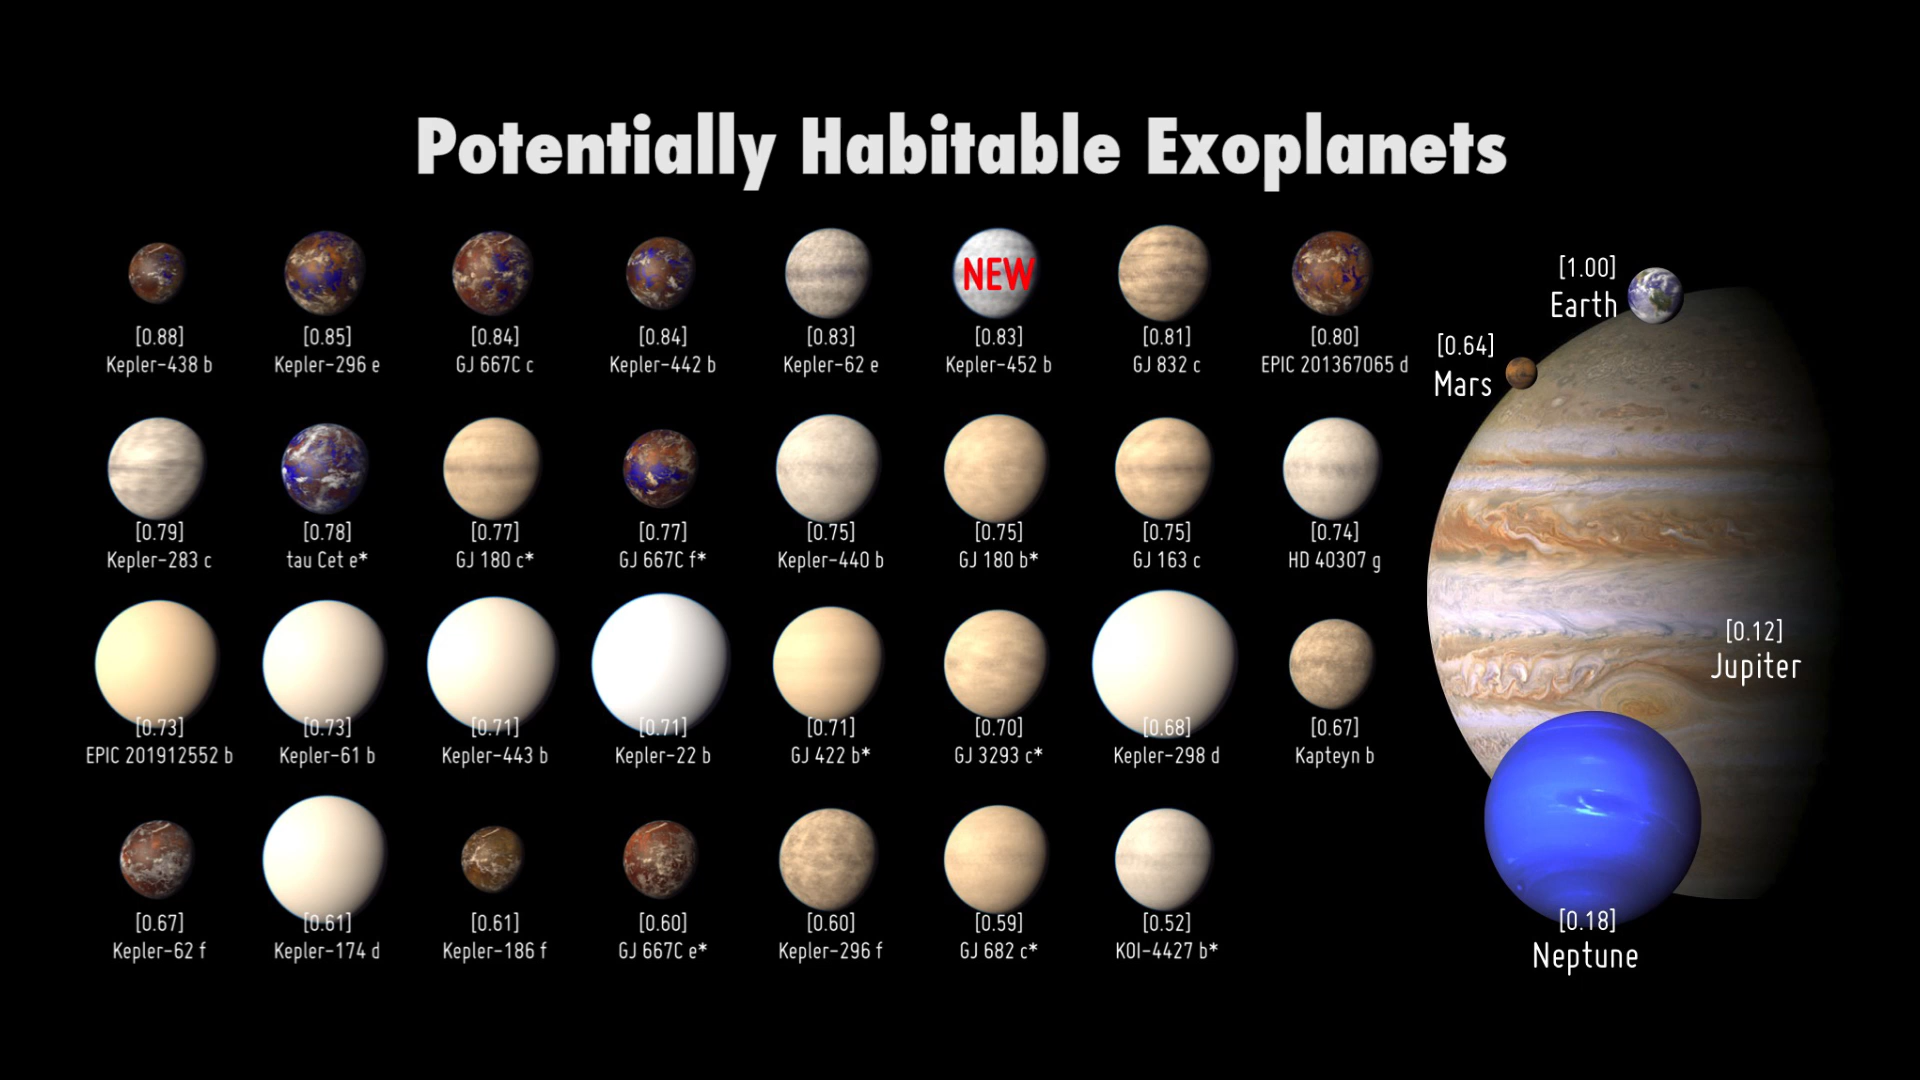 Potentially Habitable Exoplanets
[0.88]
Kepler-438 b
[0.85]
Kepler-296 e
[0.84]
GJ 667C c
[0.84]
Kepler-442 b
[0.83]
Kepler-62 e
NEW
[0.83]
Kepler-452 b
[0.81]
GJ 832 c
[0.80]
EPIC 201367065 d
[0.79]
Kepler-283 c
[0.78]
tau Cet e*
[0.77]
GJ 180 c*
[0.77]
GJ 667C f*
[0.75]
Kepler-440 b
[0.75]
GJ 180 b*
[0.75]
GJ 163 c
[0.74]
HD 40307 g
[0.73]
EPIC 201912552 b
[0.73]
Kepler-61 b
[0.71]
Kepler-443 b
[0.71]
Kepler-22 b
[0.71]
GJ 422 b*
[0.70]
GJ 3293 c*
[0.68]
Kepler-298 d
[0.67]
Kapteyn b
[0.67]
Kepler-62 f
[0.61]
Kepler-174 d
[0.61]
Kepler-186 f
[0.60]
GJ 667C e*
[0.60]
Kepler-296 f
[0.59]
GJ 682 c*
[0.52]
KOI-4427 b*
[1.00]
Earth
[0.64]
Mars
[0.12]
Jupiter
[0.18]
Neptune